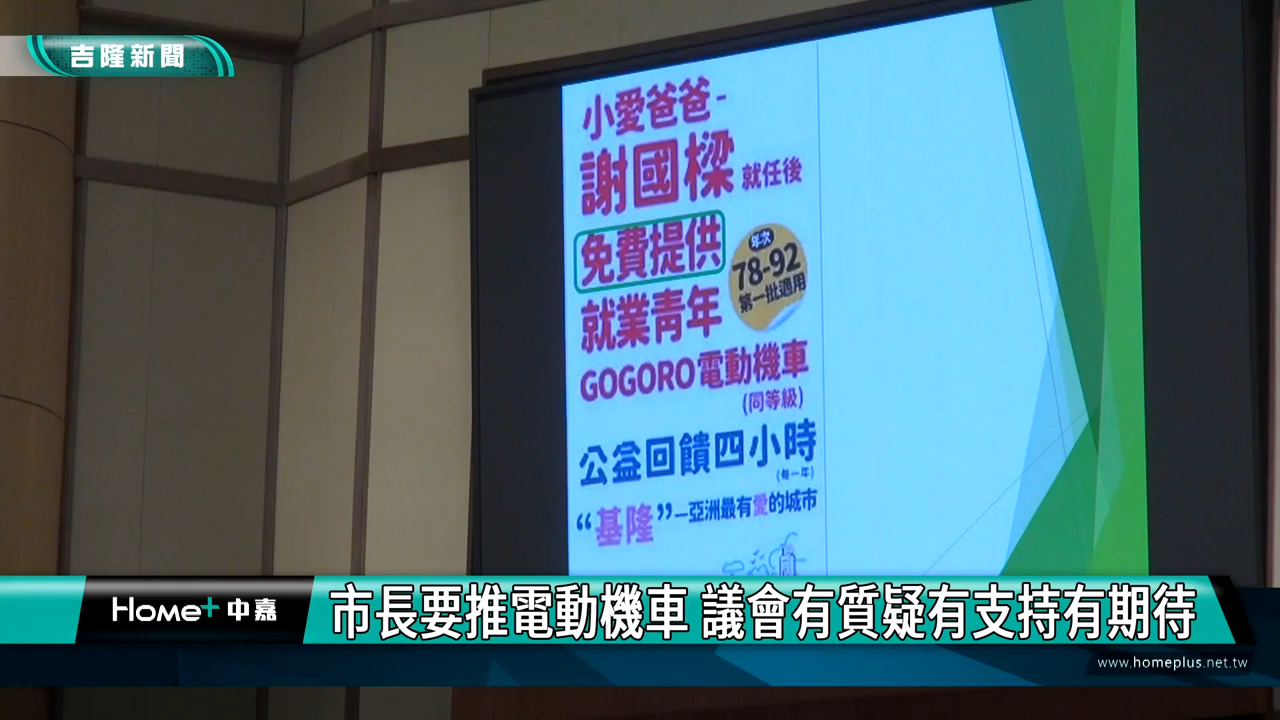 吉隆新聞
小愛爸爸-
謝國樑 就任後
免費提供
年次
78-92
第一批適用
就業青年
GOGORO電動機車
(同等級)
公益回饋四小時
(每一年)
“基隆”—亞洲最有愛的城市
Home+ 中嘉
市長要推電動機車 議會有質疑有支持有期待
www.homeplus.net.tw